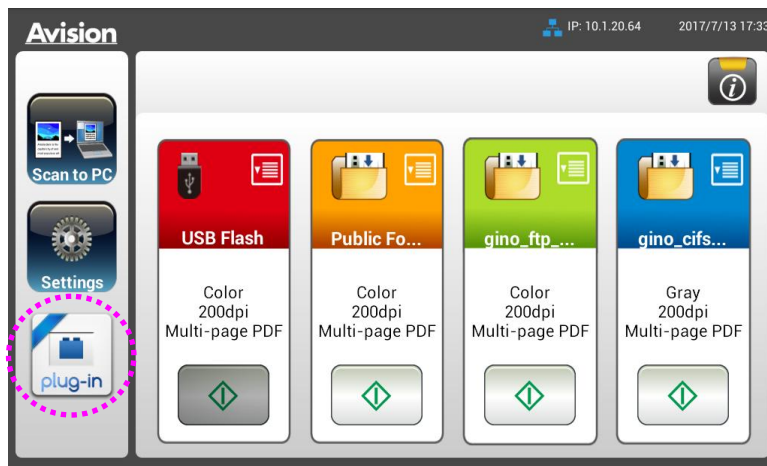 Avision
IP: 10.1.20.64 2017/7/13 17:33
Scan to PC
Settings
plug-in
USB Flash
Color
200dpi
Multi-page PDF
Public Fo...
Color
200dpi
Multi-page PDF
gino_ftp_...
Color
200dpi
Multi-page PDF
gino_cifs...
Gray
200dpi
Multi-page PDF